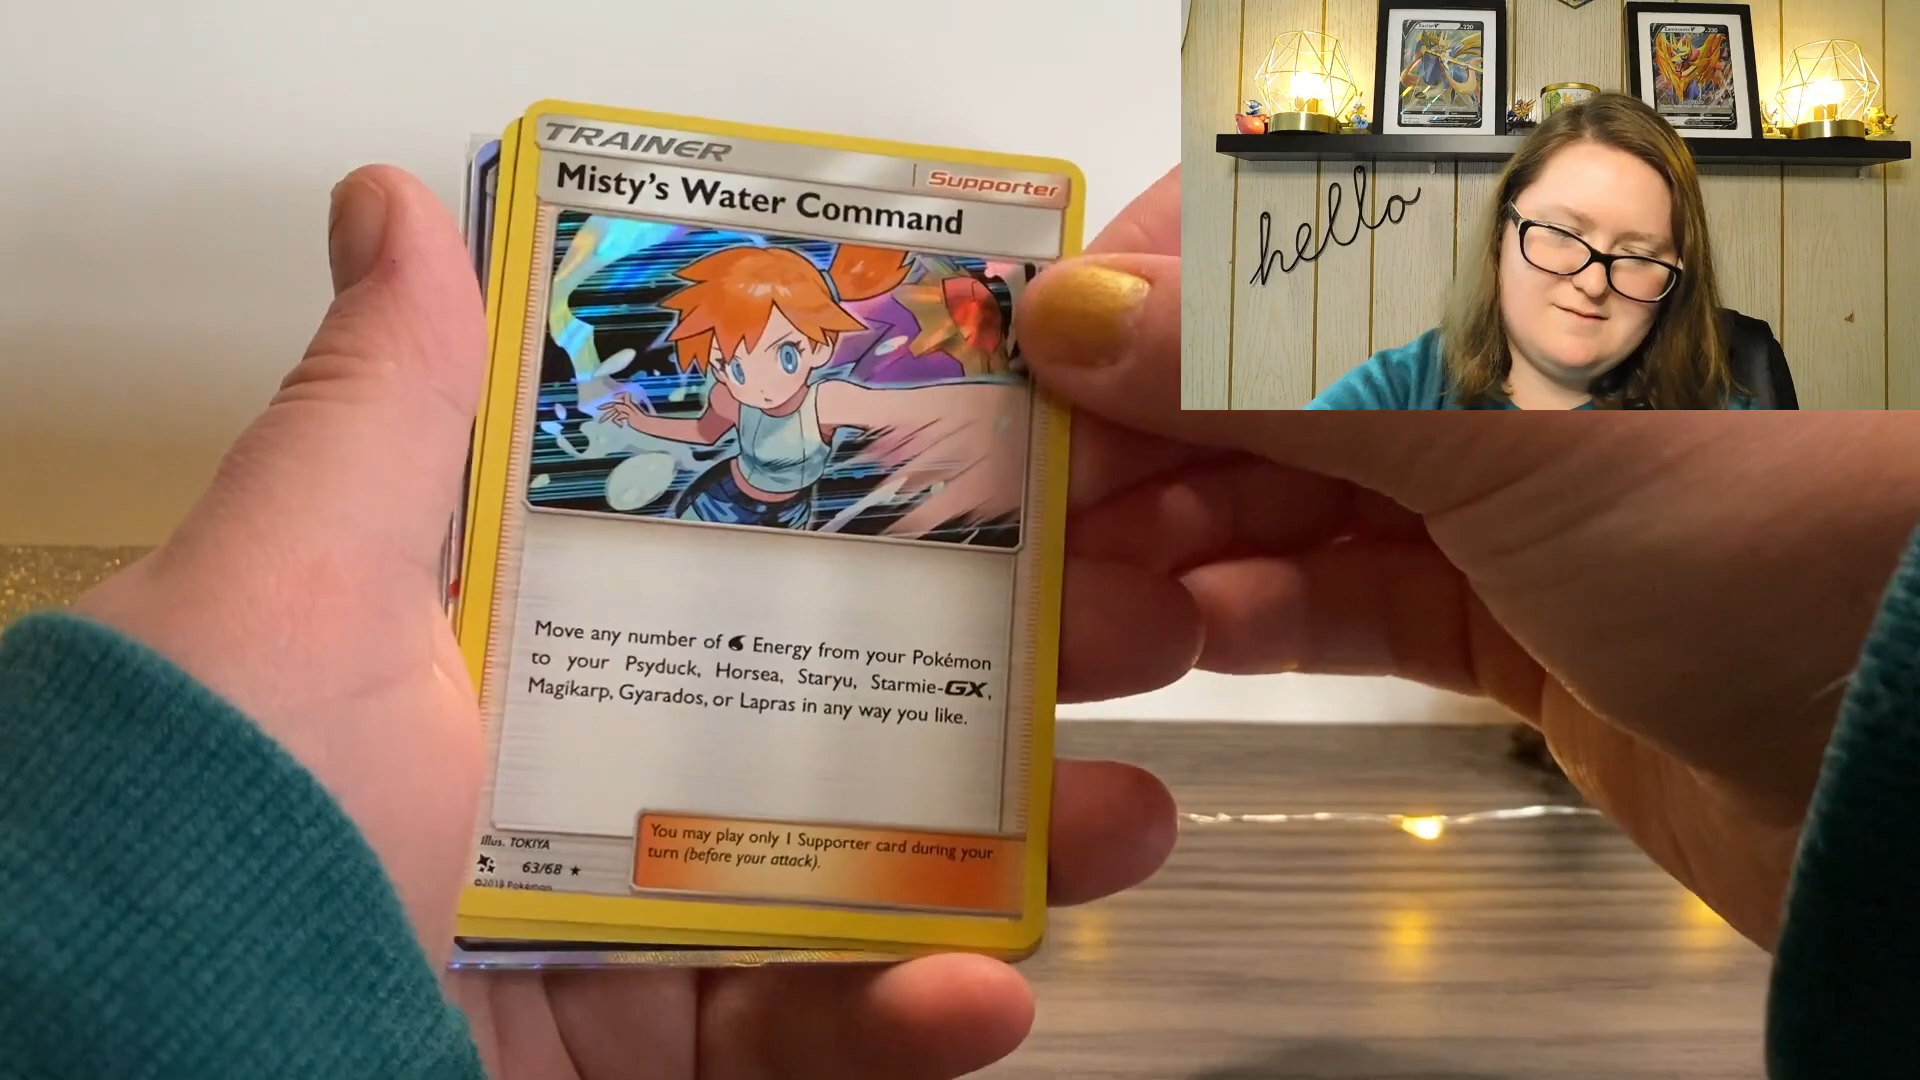 TRAINER
Supporter
Misty's Water Command
Move any number of Energy from your Pokémon
to your Psyduck, Horsea, Staryu, Starmie-GX,
Magikarp, Gyarados, or Lapras in any way you like.
You may play only 1 Supporter card during your
turn (before your attack).
Illus. TOKIYA
63/68
©2019 Pokémon
hello